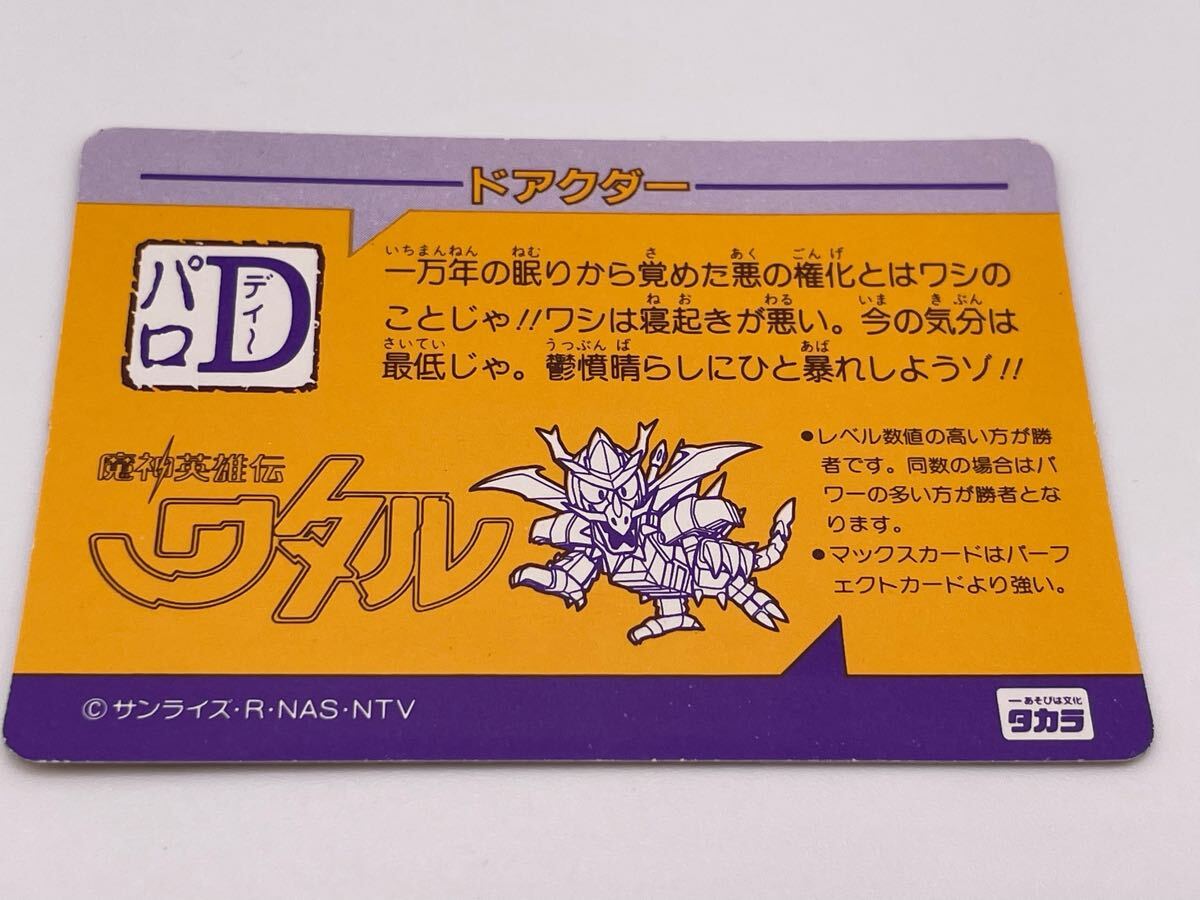 ドアクダー
パロ
D
ディ〜
いちまんねん ねむ さ あく ごんげ
一万年の眠りから覚めた悪の権化とはワシの
ね お わる いま きぶん
ことじゃ!!ワシは寝起きが悪い。今の気分は
さいてい うつぷん ば あば
最低じゃ。鬱憤晴らしにひと暴れしようゾ!!
魔神英雄伝
ワタル
●レベル数値の高い方が勝
者です。同数の場合はパ
ワーの多い方が勝者とな
ります。
●マックスカードはパーフ
ェクトカードより強い。
©サンライズ・R・NAS・NTV
—あそびは文化
タカラ